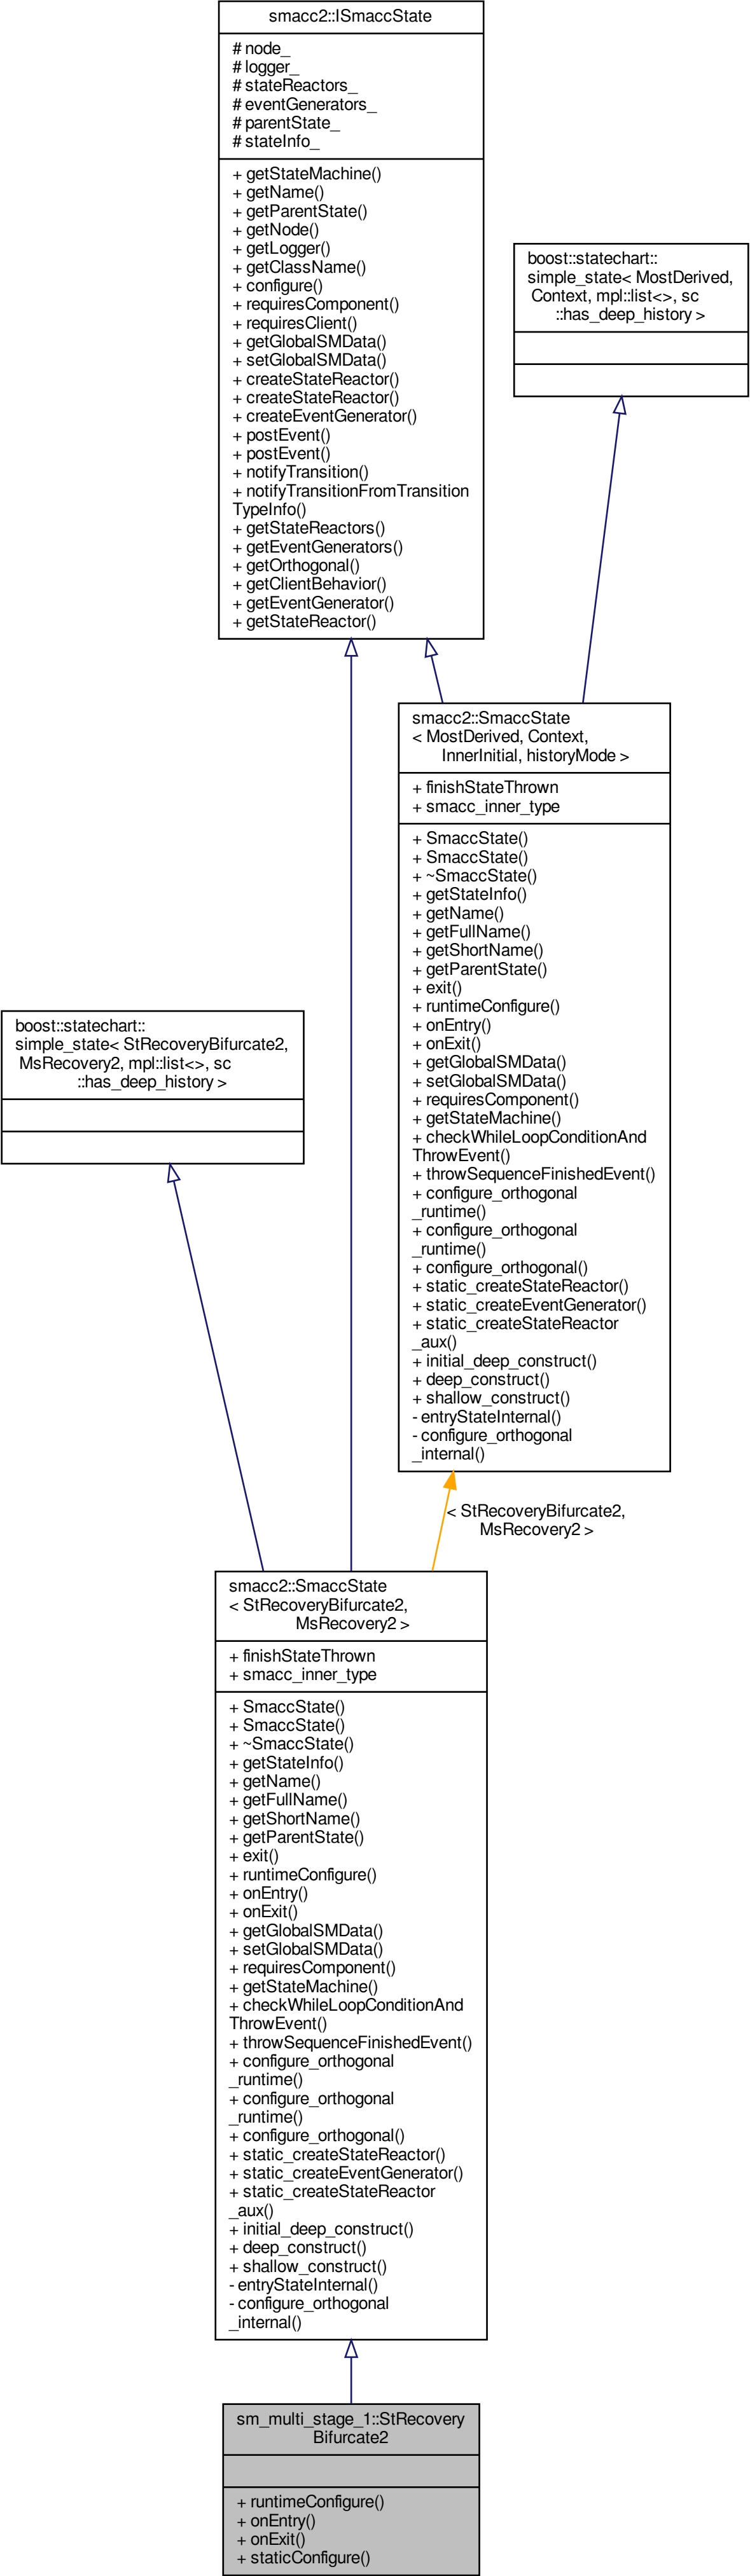 smacc2::ISmaccState
# node_
# logger_
# stateReactors_
# eventGenerators_
# parentState_
# stateInfo_
+ getStateMachine()
+ getName()
+ getParentState()
+ getNode()
+ getLogger()
+ getClassName()
+ configure()
+ requiresComponent()
+ requiresClient()
+ getGlobalSMData()
+ setGlobalSMData()
+ createStateReactor()
+ createStateReactor()
+ createEventGenerator()
+ postEvent()
+ postEvent()
+ notifyTransition()
+ notifyTransitionFromTransition
TypeInfo()
+ getStateReactors()
+ getEventGenerators()
+ getOrthogonal()
+ getClientBehavior()
+ getEventGenerator()
+ getStateReactor()
boost::statechart::
simple_state< MostDerived,
Context, mpl::list<>, sc
::has_deep_history >
smacc2::SmaccState
< MostDerived, Context,
InnerInitial, historyMode >
+ finishStateThrown
+ smacc_inner_type
+ SmaccState()
+ SmaccState()
+ ~SmaccState()
+ getStateInfo()
+ getName()
+ getFullName()
+ getShortName()
+ getParentState()
+ exit()
+ runtimeConfigure()
+ onEntry()
+ onExit()
+ getGlobalSMData()
+ setGlobalSMData()
+ requiresComponent()
+ getStateMachine()
+ checkWhileLoopConditionAnd
ThrowEvent()
+ throwSequenceFinishedEvent()
+ configure_orthogonal
_runtime()
+ configure_orthogonal
_runtime()
+ configure_orthogonal()
+ static_createStateReactor()
+ static_createEventGenerator()
+ static_createStateReactor
_aux()
+ initial_deep_construct()
+ deep_construct()
+ shallow_construct()
- entryStateInternal()
- configure_orthogonal
_internal()
boost::statechart::
simple_state< StRecoveryBifurcate2,
MsRecovery2, mpl::list<>, sc
::has_deep_history >
< StRecoveryBifurcate2,
MsRecovery2 >
smacc2::SmaccState
< StRecoveryBifurcate2,
MsRecovery2 >
+ finishStateThrown
+ smacc_inner_type
+ SmaccState()
+ SmaccState()
+ ~SmaccState()
+ getStateInfo()
+ getName()
+ getFullName()
+ getShortName()
+ getParentState()
+ exit()
+ runtimeConfigure()
+ onEntry()
+ onExit()
+ getGlobalSMData()
+ setGlobalSMData()
+ requiresComponent()
+ getStateMachine()
+ checkWhileLoopConditionAnd
ThrowEvent()
+ throwSequenceFinishedEvent()
+ configure_orthogonal
_runtime()
+ configure_orthogonal
_runtime()
+ configure_orthogonal()
+ static_createStateReactor()
+ static_createEventGenerator()
+ static_createStateReactor
_aux()
+ initial_deep_construct()
+ deep_construct()
+ shallow_construct()
- entryStateInternal()
- configure_orthogonal
_internal()
sm_multi_stage_1::StRecovery
Bifurcate2
+ runtimeConfigure()
+ onEntry()
+ onExit()
+ staticConfigure()